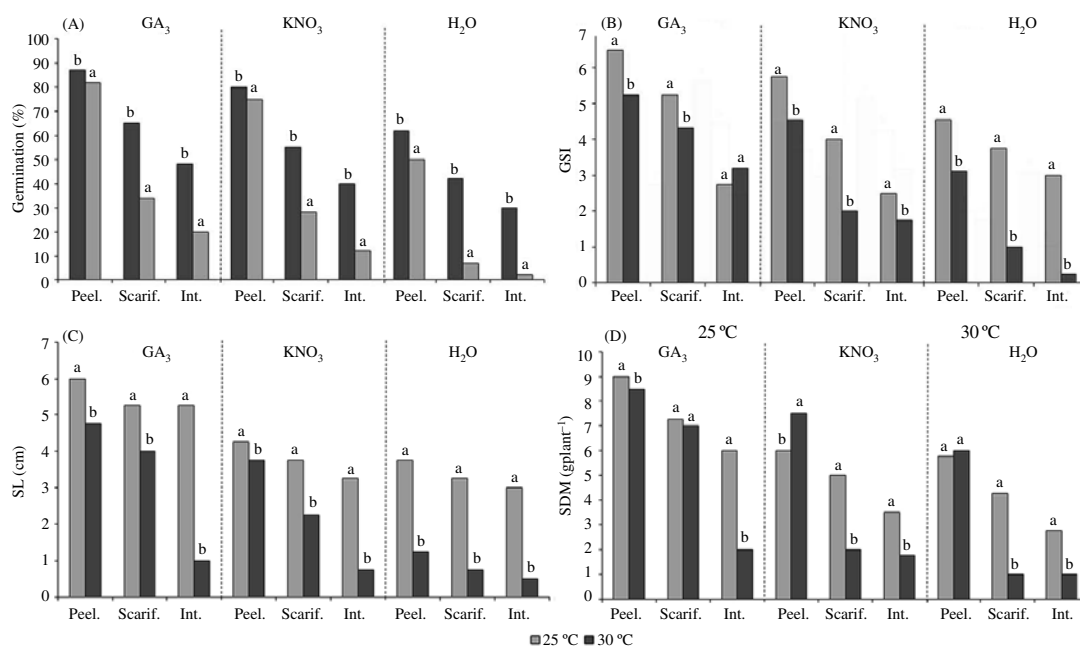 (A) GA3 KNO3 H2O
Germination (%)
100
90
80
70
60
50
40
30
20
10
0
b a b a b a
b a b a b a
b a b a b a
Peel. Scarif. Int. Peel. Scarif. Int. Peel. Scarif. Int.
(B) GA3 KNO3 H2O
GSI
7
6
5
4
3
2
1
0
a b a b a a
a b a b a b
a b a b a b
Peel. Scarif. Int. Peel. Scarif. Int. Peel. Scarif. Int.
(C) GA3 KNO3 H2O
SL (cm)
7
6
5
4
3
2
1
0
a b a b a b
a b a b a b
a b a b a b
Peel. Scarif. Int. Peel. Scarif. Int. Peel. Scarif. Int.
25 ºC 30 ºC
(D) GA3 KNO3 H2O
SDM (gplant–1)
10
9
8
7
6
5
4
3
2
1
0
a b a a a b
b a a b a b
a a a b a b
Peel. Scarif. Int. Peel. Scarif. Int. Peel. Scarif. Int.
25 ºC 30 ºC